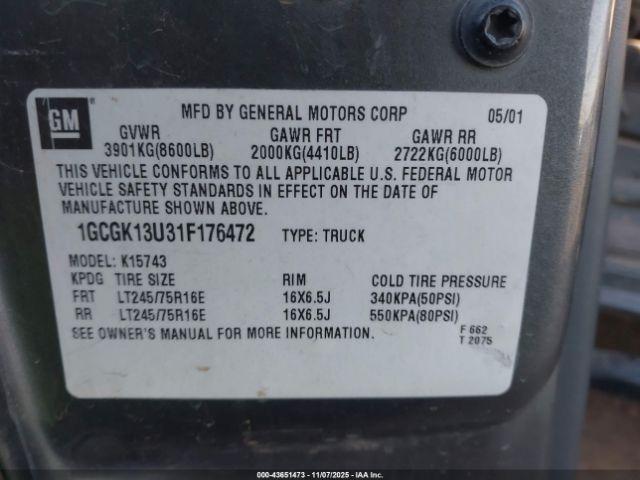 GM
MFD BY GENERAL MOTORS CORP 05/01
GVWR GAWR FRT GAWR RR
3901KG(8600LB) 2000KG(4410LB) 2722KG(6000LB)
THIS VEHICLE CONFORMS TO ALL APPLICABLE U.S. FEDERAL MOTOR
VEHICLE SAFETY STANDARDS IN EFFECT ON THE DATE OF
MANUFACTURE SHOWN ABOVE.
1GCGK13U31F176472 TYPE: TRUCK
MODEL: K15743
KPDG TIRE SIZE RIM COLD TIRE PRESSURE
FRT LT245/75R16E 16X6.5J 340KPA(50PSI)
RR LT245/75R16E 16X6.5J 550KPA(80PSI)
SEE OWNER'S MANUAL FOR MORE INFORMATION.
F 662
T 2075
000-43651473 - 11/07/2025 - IAA Inc.